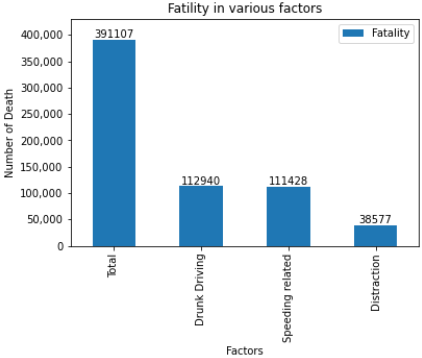 Fatility in various factors
Fatality
400,000
350,000
300,000
250,000
200,000
150,000
100,000
50,000
0
Number of Death
391107
112940
111428
38577
Total
Drunk Driving
Speeding related
Distraction
Factors